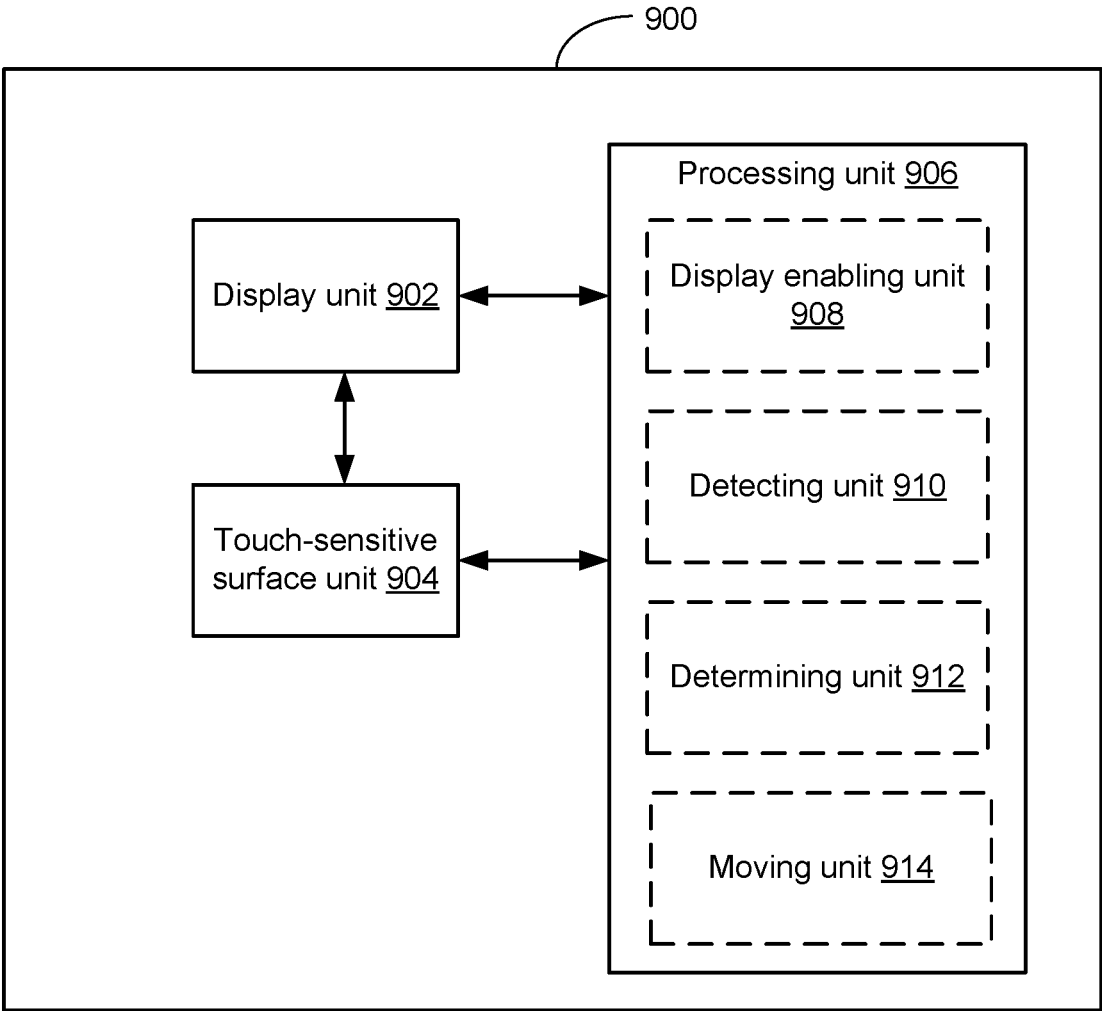 900
Processing unit 906
Display unit 902
Display enabling unit
908
Detecting unit 910
Touch-sensitive
surface unit 904
Determining unit 912
Moving unit 914